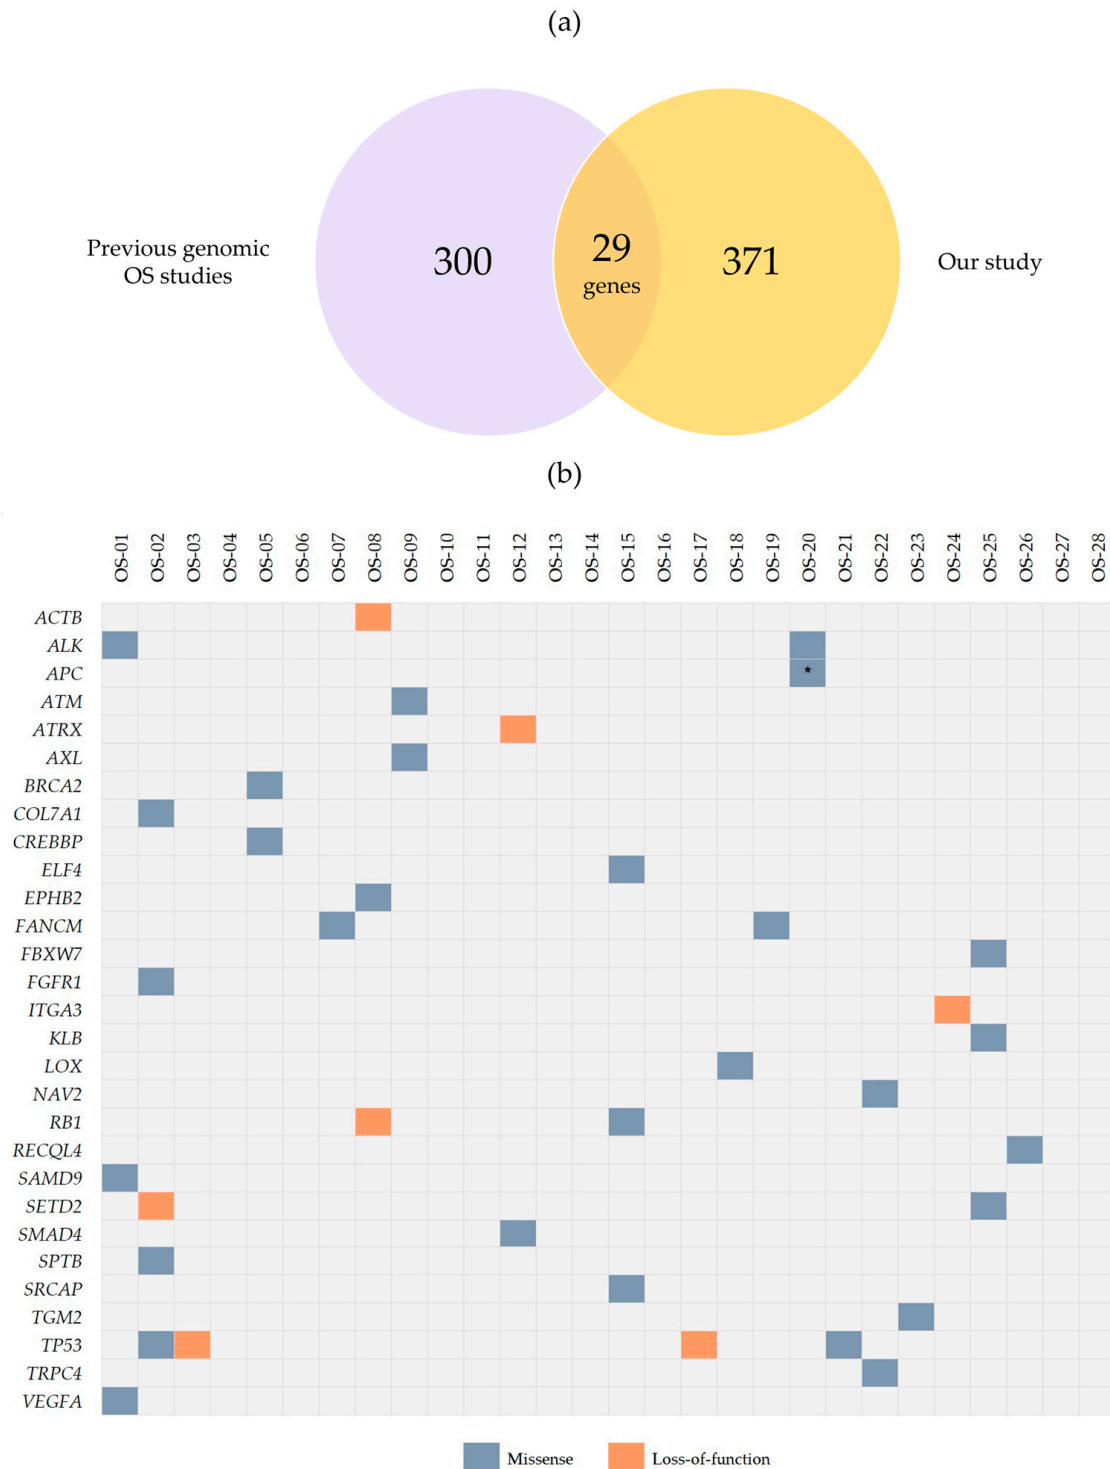 (a)
Previous genomic
OS studies
300
29
genes
371
Our study
(b)
OS-01 OS-02 OS-03 OS-04 OS-05 OS-06 OS-07 OS-08 OS-09 OS-10 OS-11 OS-12 OS-13 OS-14 OS-15 OS-16 OS-17 OS-18 OS-19 OS-20 OS-21 OS-22 OS-23 OS-24 OS-25 OS-26 OS-27 OS-28
ACTB
ALK
APC *
ATM
ATRX
AXL
BRCA2
COL7A1
CREBBP
ELF4
EPHB2
FANCM
FBXW7
FGFR1
ITGA3
KLB
LOX
NAV2
RB1
RECQL4
SAMD9
SETD2
SMAD4
SPTB
SRCAP
TGM2
TP53
TRPC4
VEGFA
Missense Loss-of-function